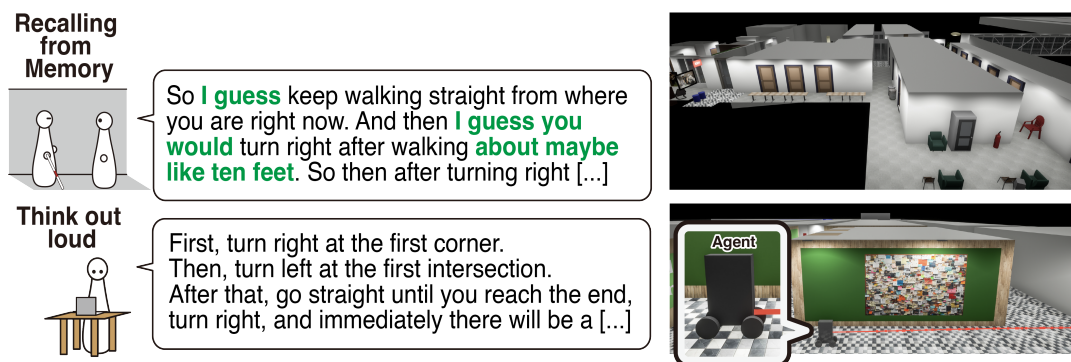 Recalling
from
Memory
So I guess keep walking straight from where
you are right now. And then I guess you
would turn right after walking about maybe
like ten feet. So then after turning right [...]
Think out
loud
First, turn right at the first corner.
Then, turn left at the first intersection.
After that, go straight until you reach the end,
turn right, and immediately there will be a [...]
Agent